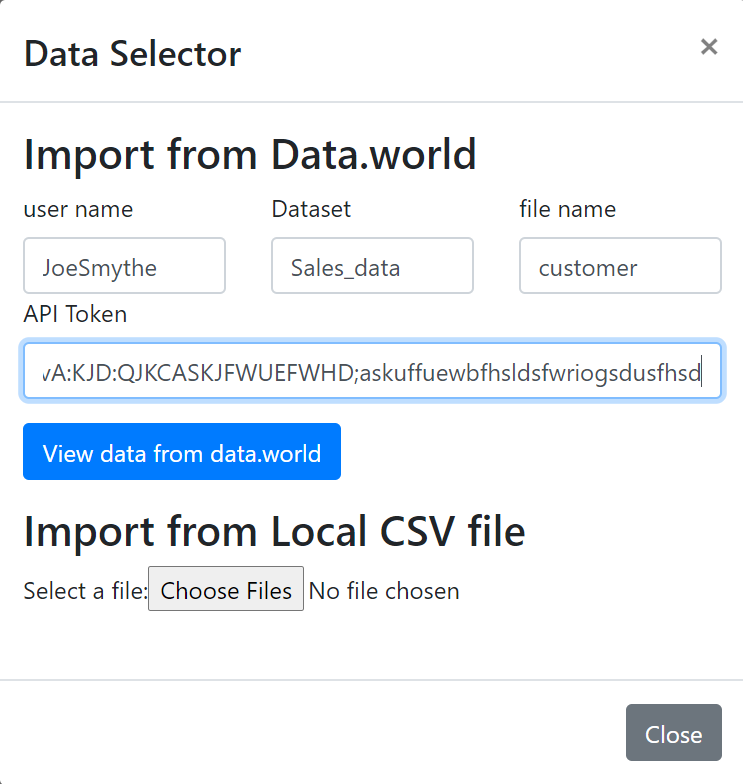 Data Selector ×
Import from Data.world
user name Dataset file name
JoeSmythe Sales_data customer
API Token
vA:KJD:QJKCASKJFWUEFWHD;askuffuewbfhsldsfwriogsdusfhsd
View data from data.world
Import from Local CSV file
Select a file: Choose Files No file chosen
Close